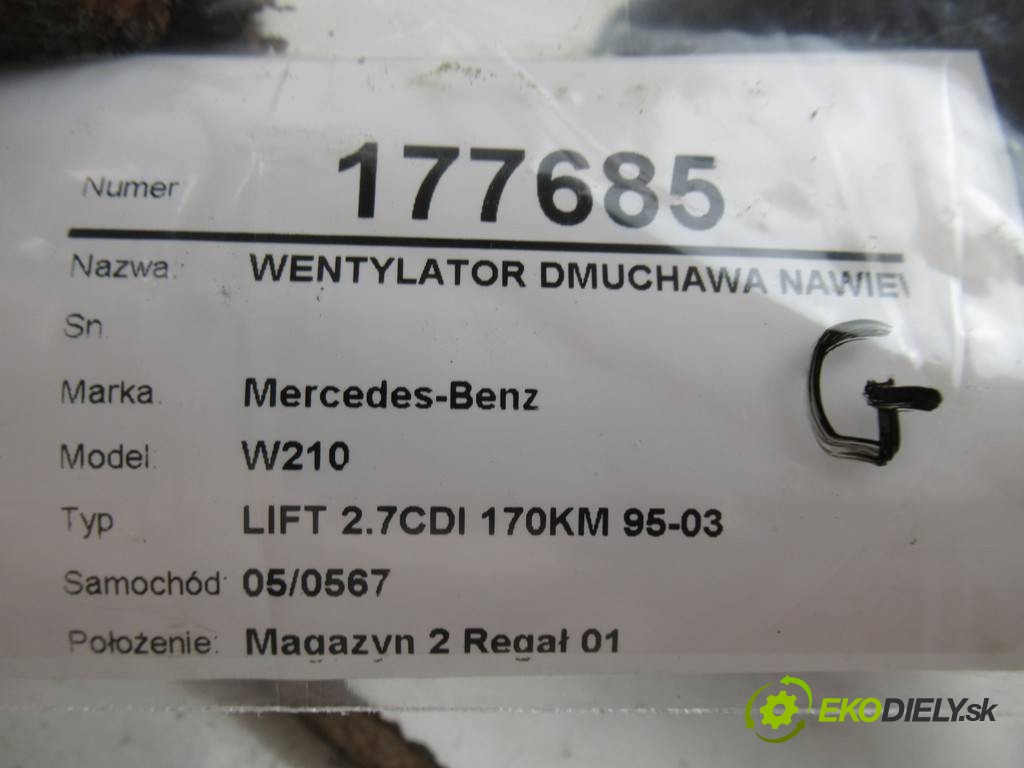 Numer 177685
Nazwa: WENTYLATOR DMUCHAWA NAWIEW
Sn
Marka. Mercedes-Benz
Model: W210
Typ LIFT 2.7CDI 170KM 95-03
Samochód: 05/0567
Położenie: Magazyn 2 Regał 01
G
EKODIELY.sk